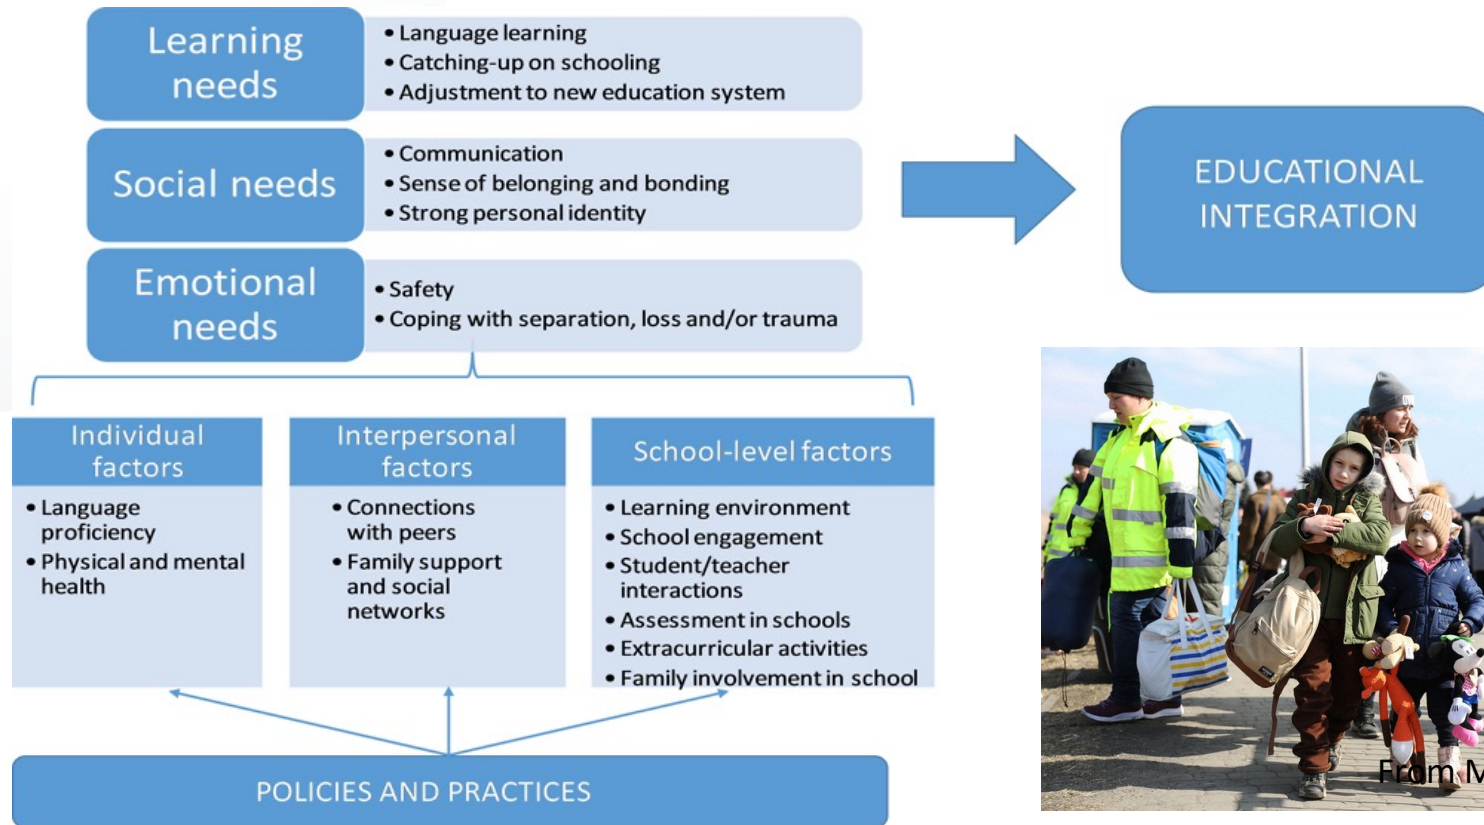 Learning
needs
• Language learning
• Catching-up on schooling
• Adjustment to new education system
Social needs
• Communication
• Sense of belonging and bonding
• Strong personal identity
Emotional
needs
• Safety
• Coping with separation, loss and/or trauma
EDUCATIONAL
INTEGRATION
Individual
factors
• Language
proficiency
• Physical and mental
health
Interpersonal
factors
• Connections
with peers
• Family support
and social
networks
School-level factors
• Learning environment
• School engagement
• Student/teacher
interactions
• Assessment in schools
• Extracurricular activities
• Family involvement in school
POLICIES AND PRACTICES
From M